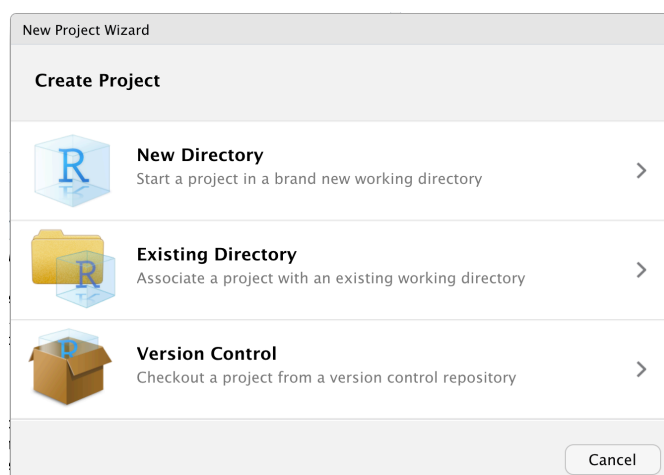 New Project Wizard
Create Project
R
New Directory
Start a project in a brand new working directory
R
Existing Directory
Associate a project with an existing working directory
Version Control
Checkout a project from a version control repository
Cancel